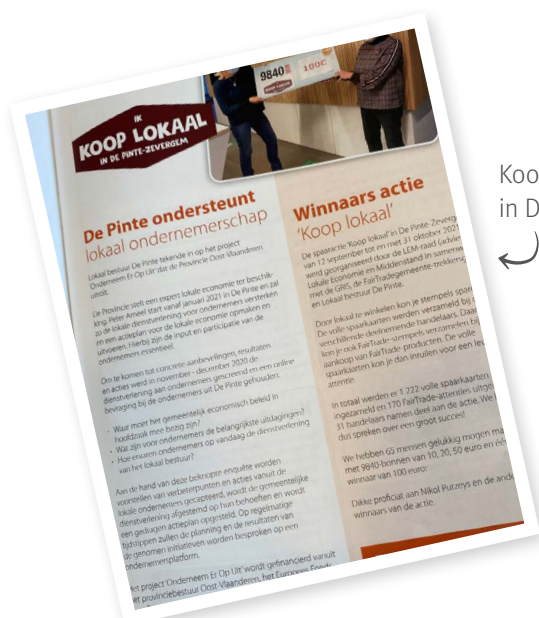 9840
100€
IK
KOOP LOKAAL
IN DE PINTE-ZEVERGEM
De Pinte ondersteunt
lokaal ondernemerschap
Lokaal bestuur De Pinte tekende in op het project
'Ondernemen Er Op Uit' dat de Provincie Oost-Vlaanderen
uitrolt.
De Provincie stelt een expert lokale economie ter beschik-
king. Peter Ameel start vanaf januari 2021 in De Pinte en zal
zo de lokale dienstverlening voor ondernemers versterken
en een actieplan voor de lokale economie opmaken en
uitvoeren. Hierbij zijn de input en participatie van de
ondernemers essentieel.
Om te komen tot concrete aanbevelingen, resultaten
en acties werd in november - december 2020 de
dienstverlening aan ondernemers gescreend en een online
bevraging bij de ondernemers uit De Pinte gehouden:
• Waar moet het gemeentelijk economisch beleid in
hoofdzaak mee bezig zijn?
• Wat zijn voor ondernemers de belangrijkste uitdagingen?
• Hoe ervaren ondernemers op vandaag de dienstverlening
van het lokaal bestuur?
Aan de hand van deze beknopte enquête worden
voorstellen van verbeterpunten en acties vanuit de
lokale ondernemers gecapteerd, wordt de gemeentelijke
dienstverlening afgestemd op hun behoeften en wordt
een gedragen actieplan opgesteld. Op regelmatige
tijdstippen zullen de planning en de resultaten van
de genomen initiatieven worden besproken op een
ondernemersplatform.
Het project 'Ondernemen Er Op Uit' wordt gefinancierd vanuit
het provinciebestuur Oost-Vlaanderen, het Europees Fonds
Winnaars actie
'Koop lokaal'
De spaaractie 'Koop lokaal' in De Pinte-Zeverg
van 12 september tot en met 31 oktober 2021
werd georganiseerd door de LEM-raad (advies
Lokale Economie en Middenstand in samen
met de GRIS, de FairTradegemeente-trekkers
en Lokaal Bestuur De Pinte.
Door lokaal te winkelen kon je stempels spa
De volle spaarkaarten werden verzameld bij
verschillende deelnemende handelaars. Daa
kon je ook FairTrade-stempels verzamelen bij
aankoop van FairTrade-producten. De volle
spaarkaarten kon je dan inruilen voor een leu
attentie.
In totaal werden er 1 722 volle spaarkaarten
ingezameld en 170 FairTrade-attenties uitge
31 handelaars namen deel aan de actie. We
dus spreken over een groot succes!
We hebben 65 mensen gelukkig mogen ma
met 9840-bonnen van 10, 20, 50 euro en éé
winnaar van 100 euro:
Dikke proficiat aan Nikol Putzeys en de ande
winnaars van de actie.
Koo
in D